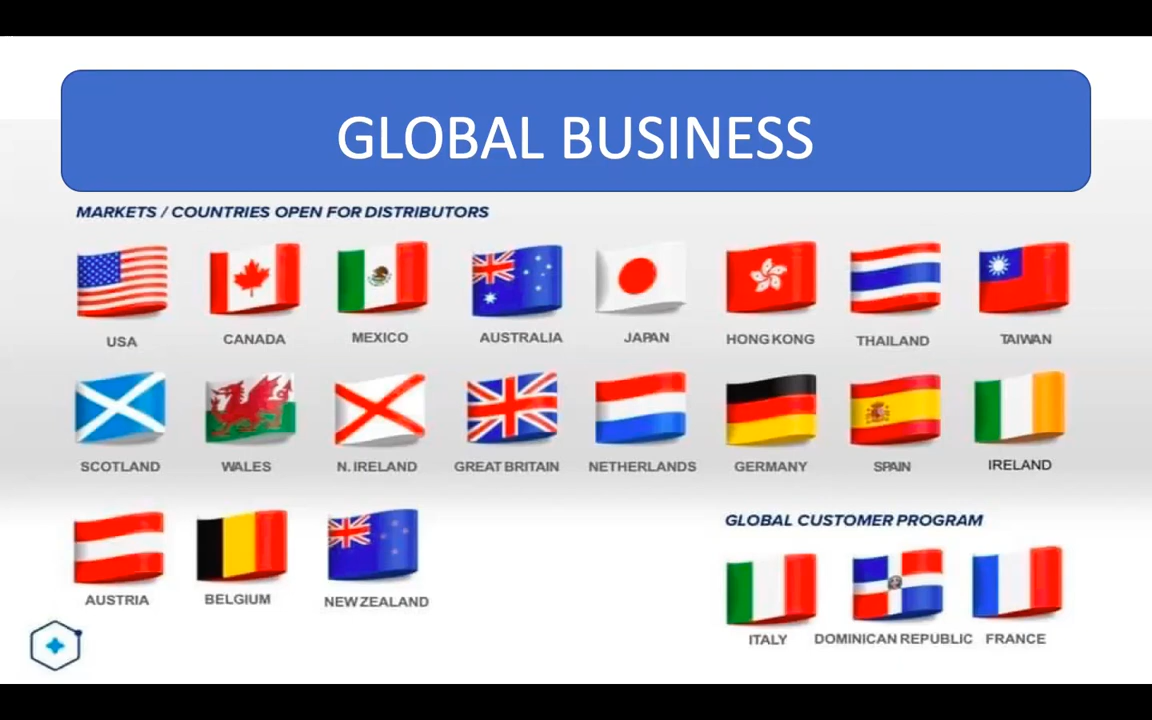 GLOBAL BUSINESS
MARKETS / COUNTRIES OPEN FOR DISTRIBUTORS
USA CANADA MEXICO AUSTRALIA JAPAN HONG KONG THAILAND TAIWAN
SCOTLAND WALES N. IRELAND GREAT BRITAIN NETHERLANDS GERMANY SPAIN IRELAND
AUSTRIA BELGIUM NEW ZEALAND
GLOBAL CUSTOMER PROGRAM
ITALY DOMINICAN REPUBLIC FRANCE